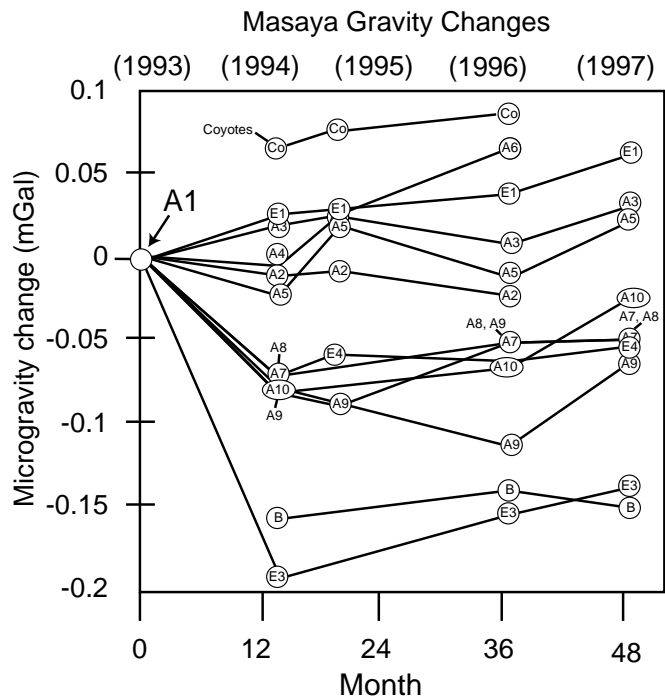 Masaya Gravity Changes
(1993) (1994) (1995) (1996) (1997)
Microgravity change (mGal)
0.1
0.05
0
-0.05
-0.1
-0.15
-0.2
A1
Coyotes
Co Co Co
A6
E1 E1 E1 E1
A3 A3 A3
A4
A5 A5
A2 A2 A2
A5 A5
A10
A8 A8, A9 A7, A8
A7 A7 A7
E4 E4
A10 A10
A9 A9 A9 A9
B B B
E3 E3 E3
0 12 24 36 48
Month